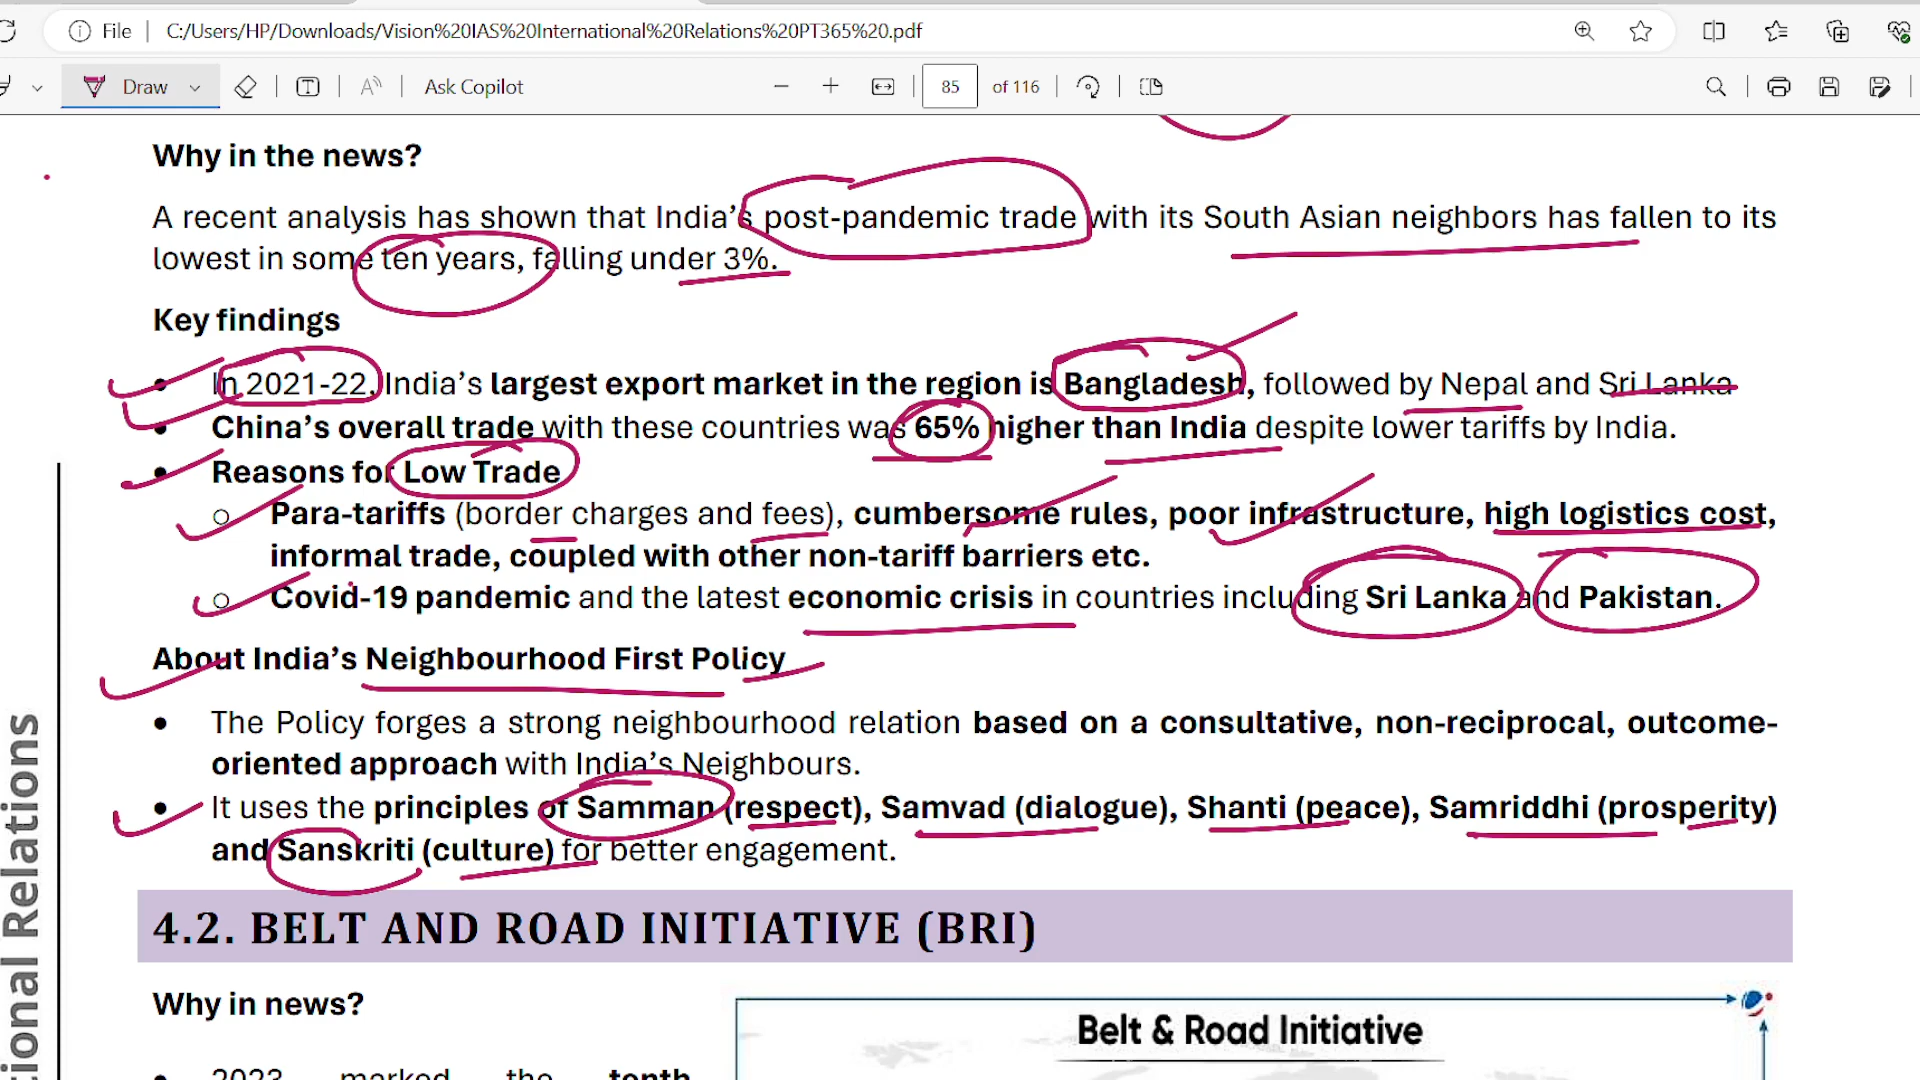 File | C:/Users/HP/Downloads/Vision%20IAS%20International%20Relations%20PT365%20.pdf
Draw | Ask Copilot 85 of 116
Why in the news?
A recent analysis has shown that India's post-pandemic trade with its South Asian neighbors has fallen to its
lowest in some ten years, falling under 3%.
Key findings
• In 2021-22, India's largest export market in the region is Bangladesh, followed by Nepal and Sri Lanka
• China's overall trade with these countries was 65% higher than India despite lower tariffs by India.
• Reasons for Low Trade
o Para-tariffs (border charges and fees), cumbersome rules, poor infrastructure, high logistics cost,
informal trade, coupled with other non-tariff barriers etc.
o Covid-19 pandemic and the latest economic crisis in countries including Sri Lanka and Pakistan.
About India's Neighbourhood First Policy
• The Policy forges a strong neighbourhood relation based on a consultative, non-reciprocal, outcome-
oriented approach with India's Neighbours.
• It uses the principles of Samman (respect), Samvad (dialogue), Shanti (peace), Samriddhi (prosperity)
and Sanskriti (culture) for better engagement.
4.2. BELT AND ROAD INITIATIVE (BRI)
Why in news?
Belt & Road Initiative
• 2023 marked the tenth
tional Relations